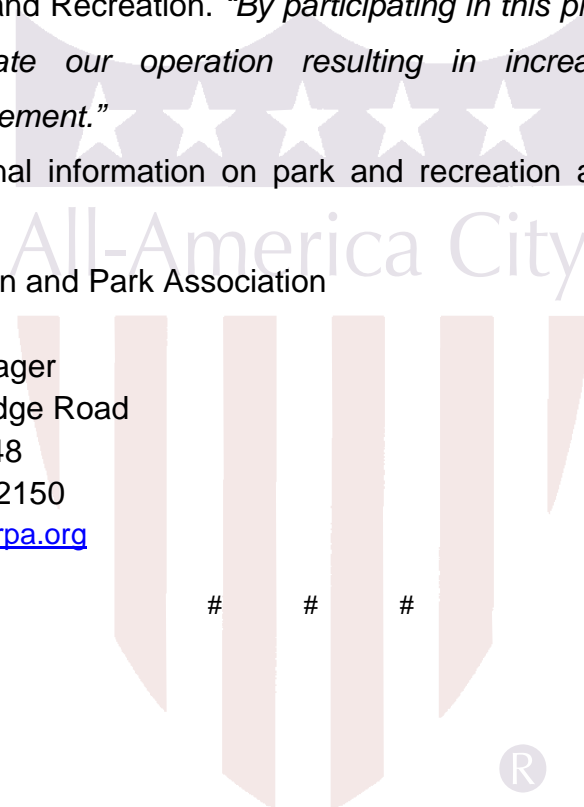 and Recreation. “By participating in this p
ate our operation resulting in increa
ement.”
nal information on park and recreation a
All-America City
n and Park Association
ager
dge Road
48
2150
rpa.org
# # #
®